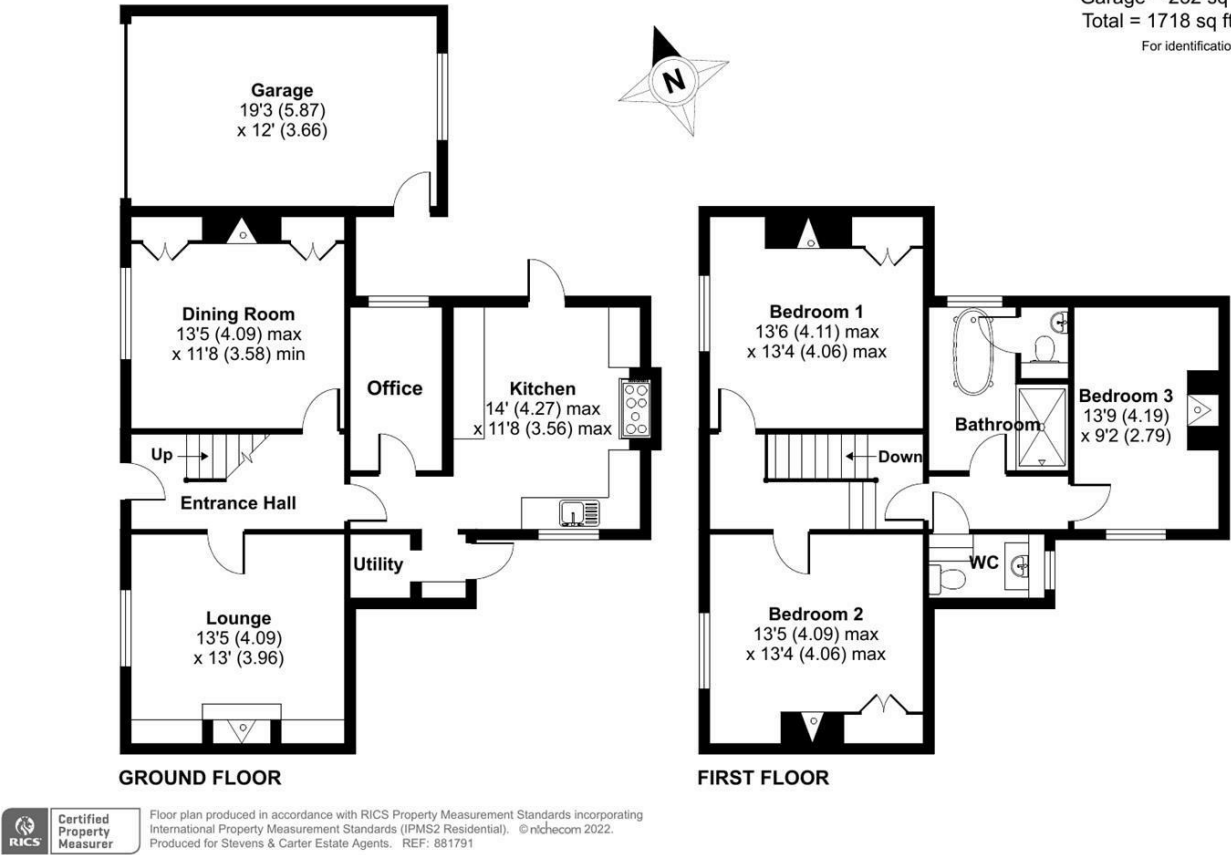 Total = 1718 sq ft
N
Garage
19'3 (5.87)
x 12' (3.66)
Dining Room
13'5 (4.09) max
x 11'8 (3.58) min
Office
Kitchen
14' (4.27) max
x 11'8 (3.56) max
Up
Entrance Hall
Utility
Lounge
13'5 (4.09)
x 13' (3.96)
GROUND FLOOR
Bedroom 1
13'6 (4.11) max
x 13'4 (4.06) max
Bathroom
Bedroom 3
13'9 (4.19)
x 9'2 (2.79)
Down
WC
Bedroom 2
13'5 (4.09) max
x 13'4 (4.06) max
FIRST FLOOR
RICS
Certified
Property
Measurer
Floor plan produced in accordance with RICS Property Measurement Standards incorporating
International Property Measurement Standards (IPMS2 Residential). © nichecom 2022.
Produced for Stevens & Carter Estate Agents. REF: 881791